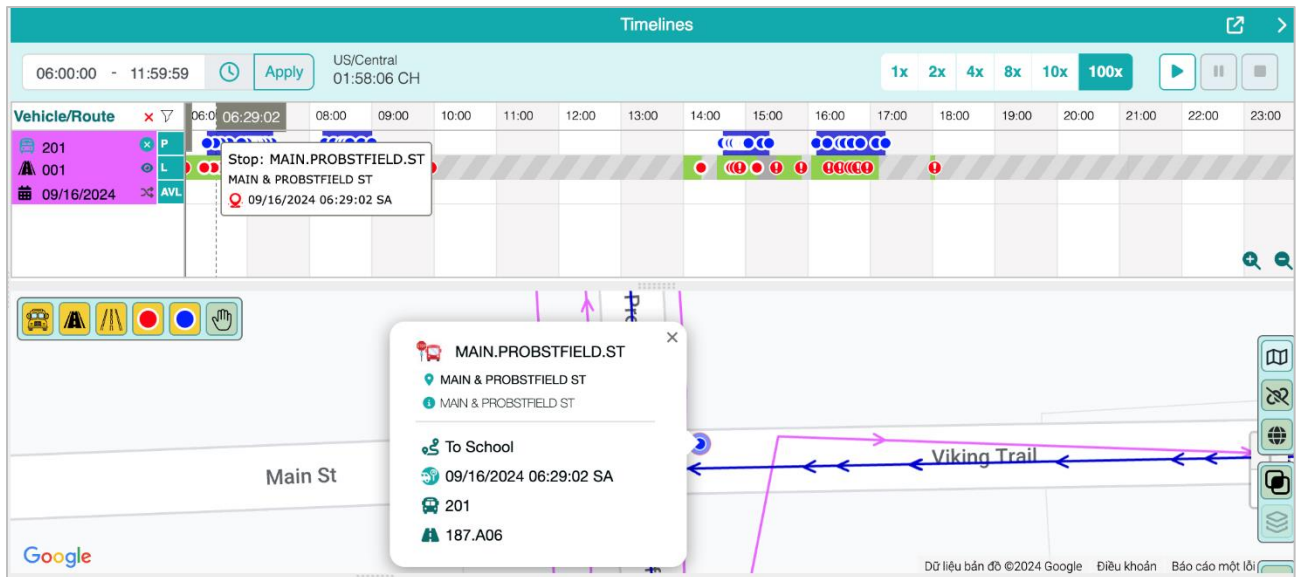 Timelines
06:00:00 - 11:59:59
Apply
US/Central
01:58:06 CH
1x 2x 4x 8x 10x 100x
Vehicle/Route
06:29:02 08:00 09:00 10:00 11:00 12:00 13:00 14:00 15:00 16:00 17:00 18:00 19:00 20:00 21:00 22:00 23:00
201 P
001 L
09/16/2024 AVL
Stop: MAIN.PROBSTFIELD.ST
MAIN & PROBSTFIELD ST
09/16/2024 06:29:02 SA
MAIN.PROBSTFIELD.ST
MAIN & PROBSTFIELD ST
MAIN & PROBSTFIELD ST
To School
09/16/2024 06:29:02 SA
201
187.A06
Main St
Viking Trail
Google
Dữ liệu bản đồ ©2024 Google Điều khoản Báo cáo một lỗi